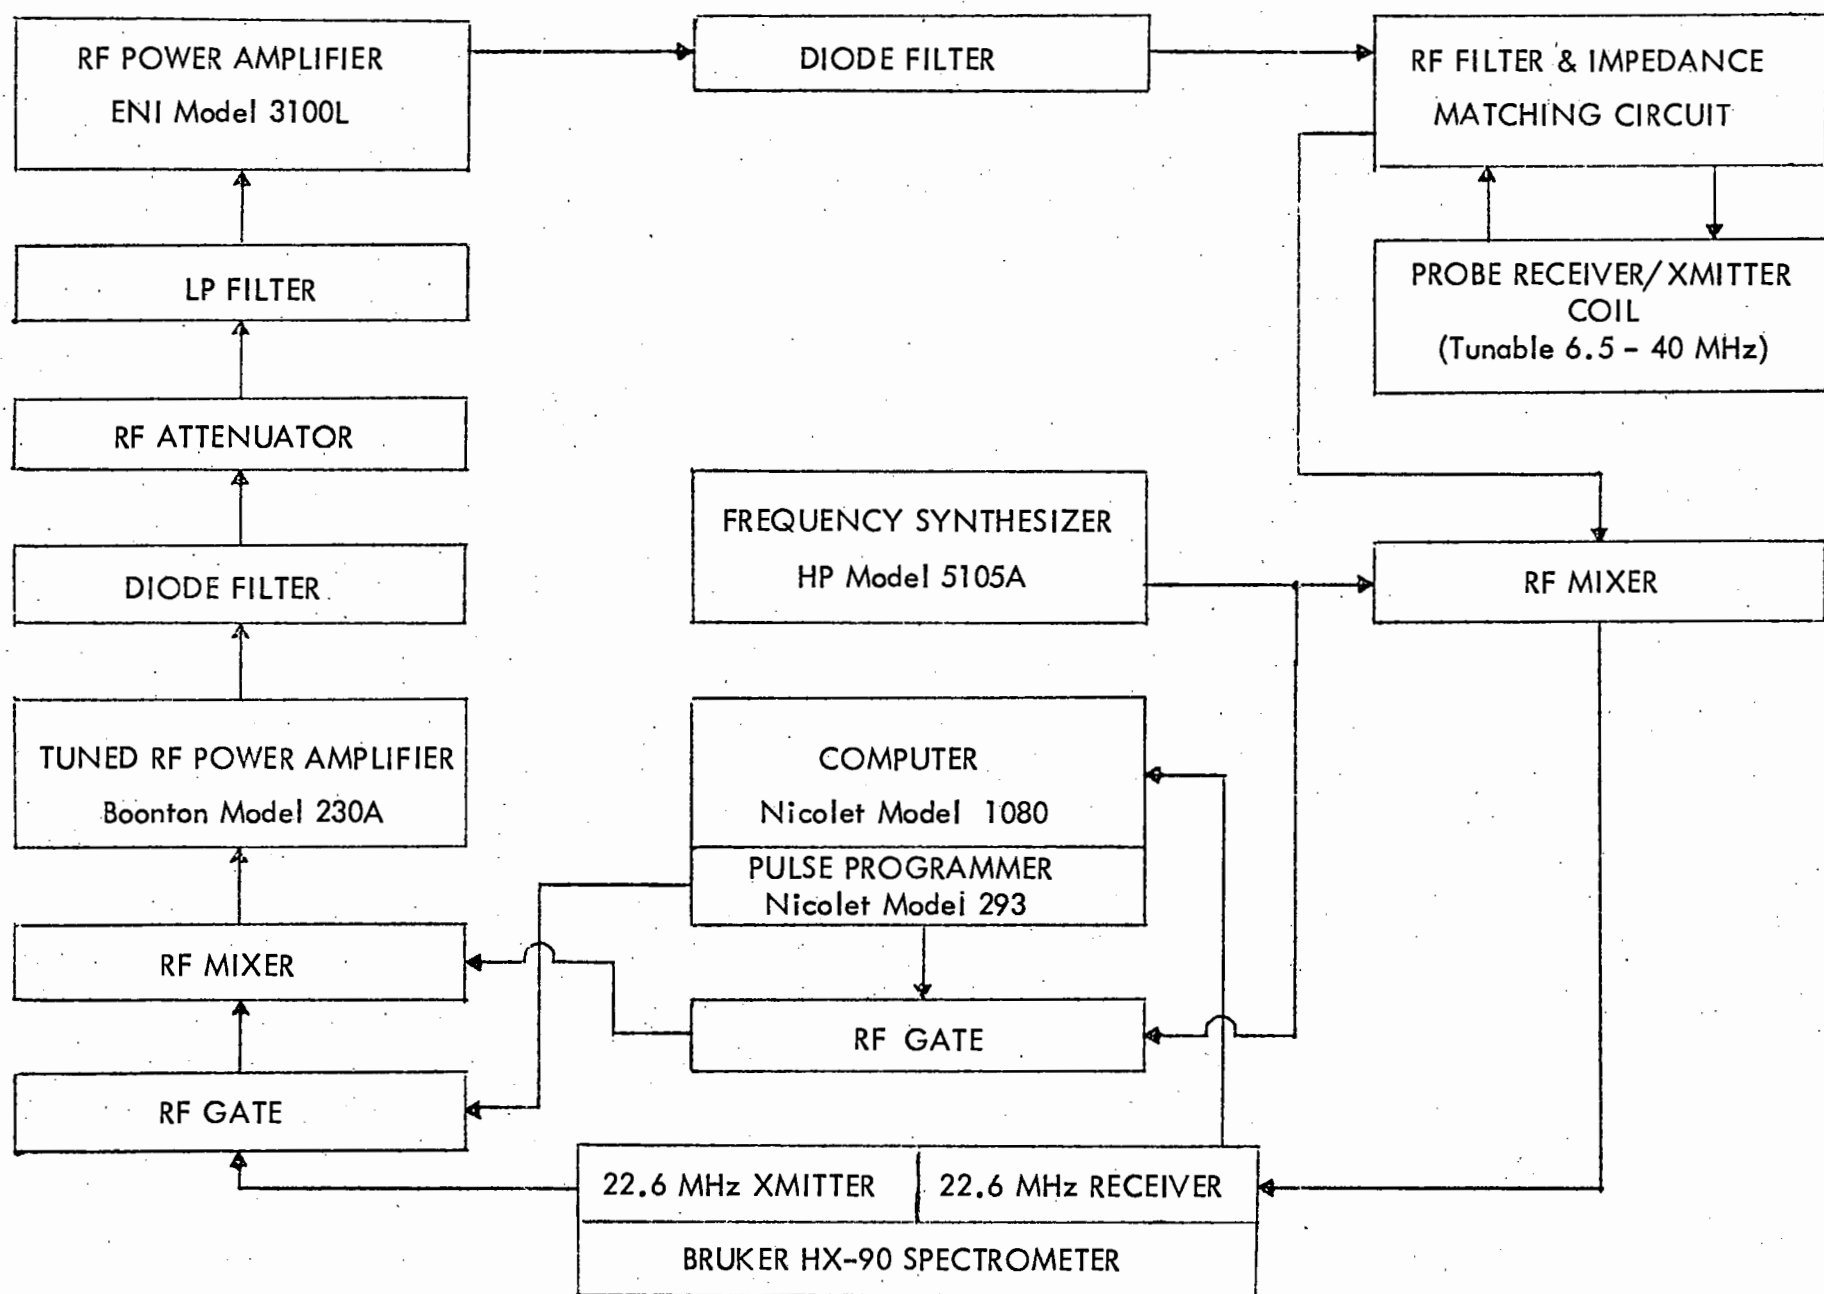 RF POWER AMPLIFIER
ENI Model 3100L
DIODE FILTER
RF FILTER & IMPEDANCE
MATCHING CIRCUIT
LP FILTER
PROBE RECEIVER/XMITTER
COIL
(Tunable 6.5 - 40 MHz)
RF ATTENUATOR
FREQUENCY SYNTHESIZER
HP Model 5105A
DIODE FILTER
RF MIXER
TUNED RF POWER AMPLIFIER
Boonton Model 230A
COMPUTER
Nicolet Model 1080
PULSE PROGRAMMER
Nicolet Model 293
RF MIXER
RF GATE
RF GATE
22.6 MHz XMITTER
22.6 MHz RECEIVER
BRUKER HX-90 SPECTROMETER